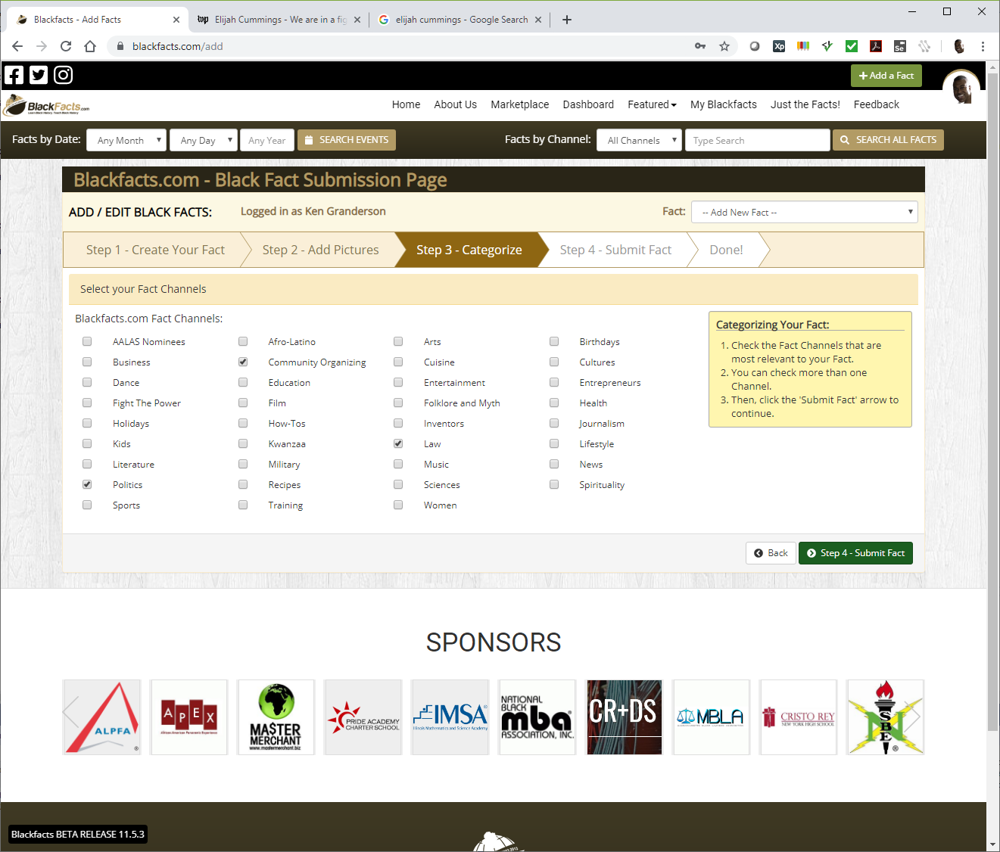 Blackfacts - Add Facts
Elijah Cummings - We are in a fig
elijah cummings - Google Search
blackfacts.com/add
Add a Fact
BlackFacts.com
Home About Us Marketplace Dashboard Featured My Blackfacts Just the Facts! Feedback
Facts by Date: Any Month Any Day Any Year SEARCH EVENTS Facts by Channel: All Channels Type Search SEARCH ALL FACTS
Blackfacts.com - Black Fact Submission Page
ADD / EDIT BLACK FACTS: Logged in as Ken Granderson Fact: -- Add New Fact --
Step 1 - Create Your Fact Step 2 - Add Pictures Step 3 - Categorize Step 4 - Submit Fact Done!
Select your Fact Channels
Blackfacts.com Fact Channels:
AALAS Nominees Afro-Latino Arts Birthdays
Business Community Organizing Cuisine Cultures
Dance Education Entertainment Entrepreneurs
Fight The Power Film Folklore and Myth Health
Holidays How-Tos Inventors Journalism
Kids Kwanzaa Law Lifestyle
Literature Military Music News
Politics Recipes Sciences Spirituality
Sports Training Women
Categorizing Your Fact:
1. Check the Fact Channels that are
most relevant to your Fact.
2. You can check more than one
Channel.
3. Then, click the 'Submit Fact' arrow to
continue.
Back Step 4 - Submit Fact
SPONSORS
ALPFA
APEX
African American Panoramic Experience
MA$TER
MERCHANT
www.mastermerchant.biz
PRIDE ACADEMY
CHARTER SCHOOL
IMSA
Illinois Mathematics and Science Academy
NATIONAL
BLACK
mba
ASSOCIATION, INC.
CR+DS
MBLA
CRISTO REY
NEW YORK HIGH SCHOOL
NSBE
Blackfacts BETA RELEASE 11.5.3